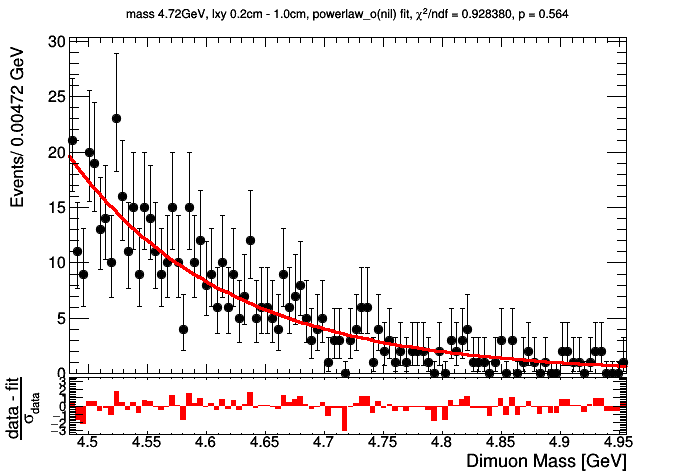 mass 4.72GeV, lxy 0.2cm - 1.0cm, powerlaw_o(nil) fit, χ²/ndf = 0.928380, p = 0.564
Events/ 0.00472 GeV
30
25
20
15
10
5
0
data - fit
σdata
3
2
1
0
−1
−2
−3
4.5 4.55 4.6 4.65 4.7 4.75 4.8 4.85 4.9 4.95
Dimuon Mass [GeV]